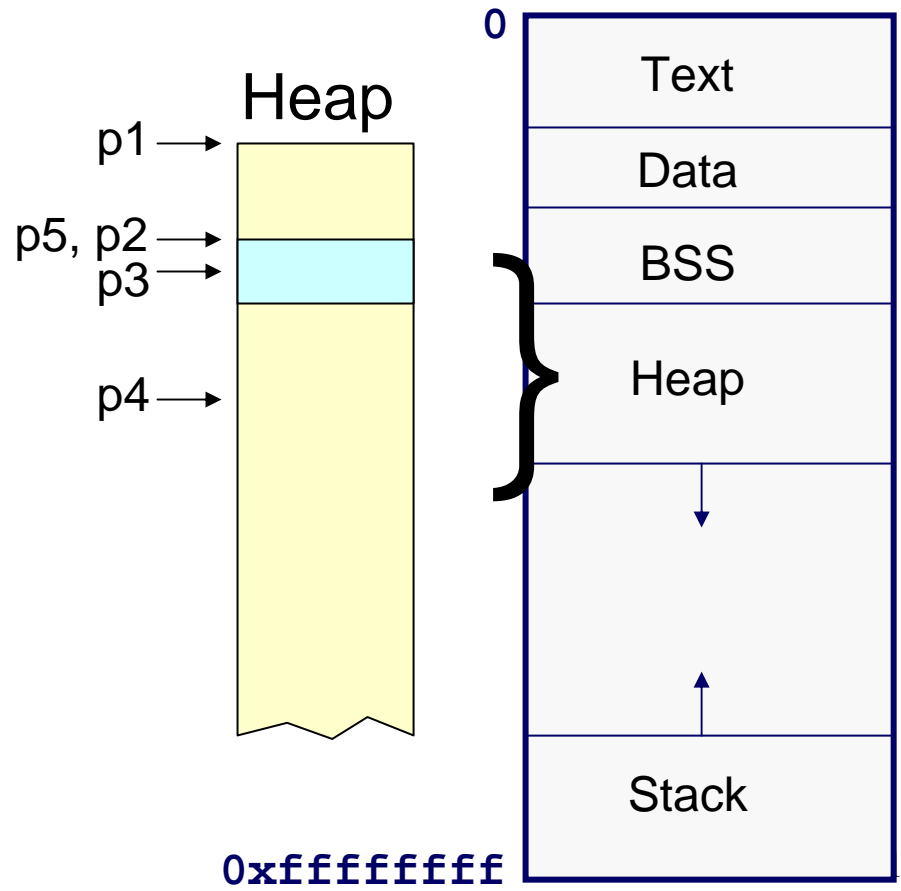 0
Text
Heap
p1
Data
p5, p2
p3
BSS
Heap
p4
Stack
0xffffffff